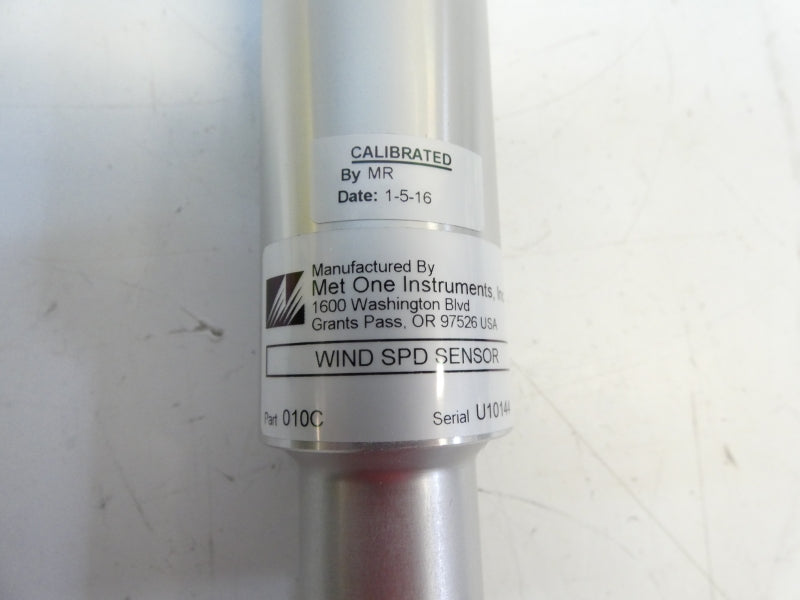 CALIBRATED
By MR
Date: 1-5-16
Manufactured By
Met One Instruments,
1600 Washington Blvd
Grants Pass, OR 97526 USA
WIND SPD SENSOR
Part 010C
Serial